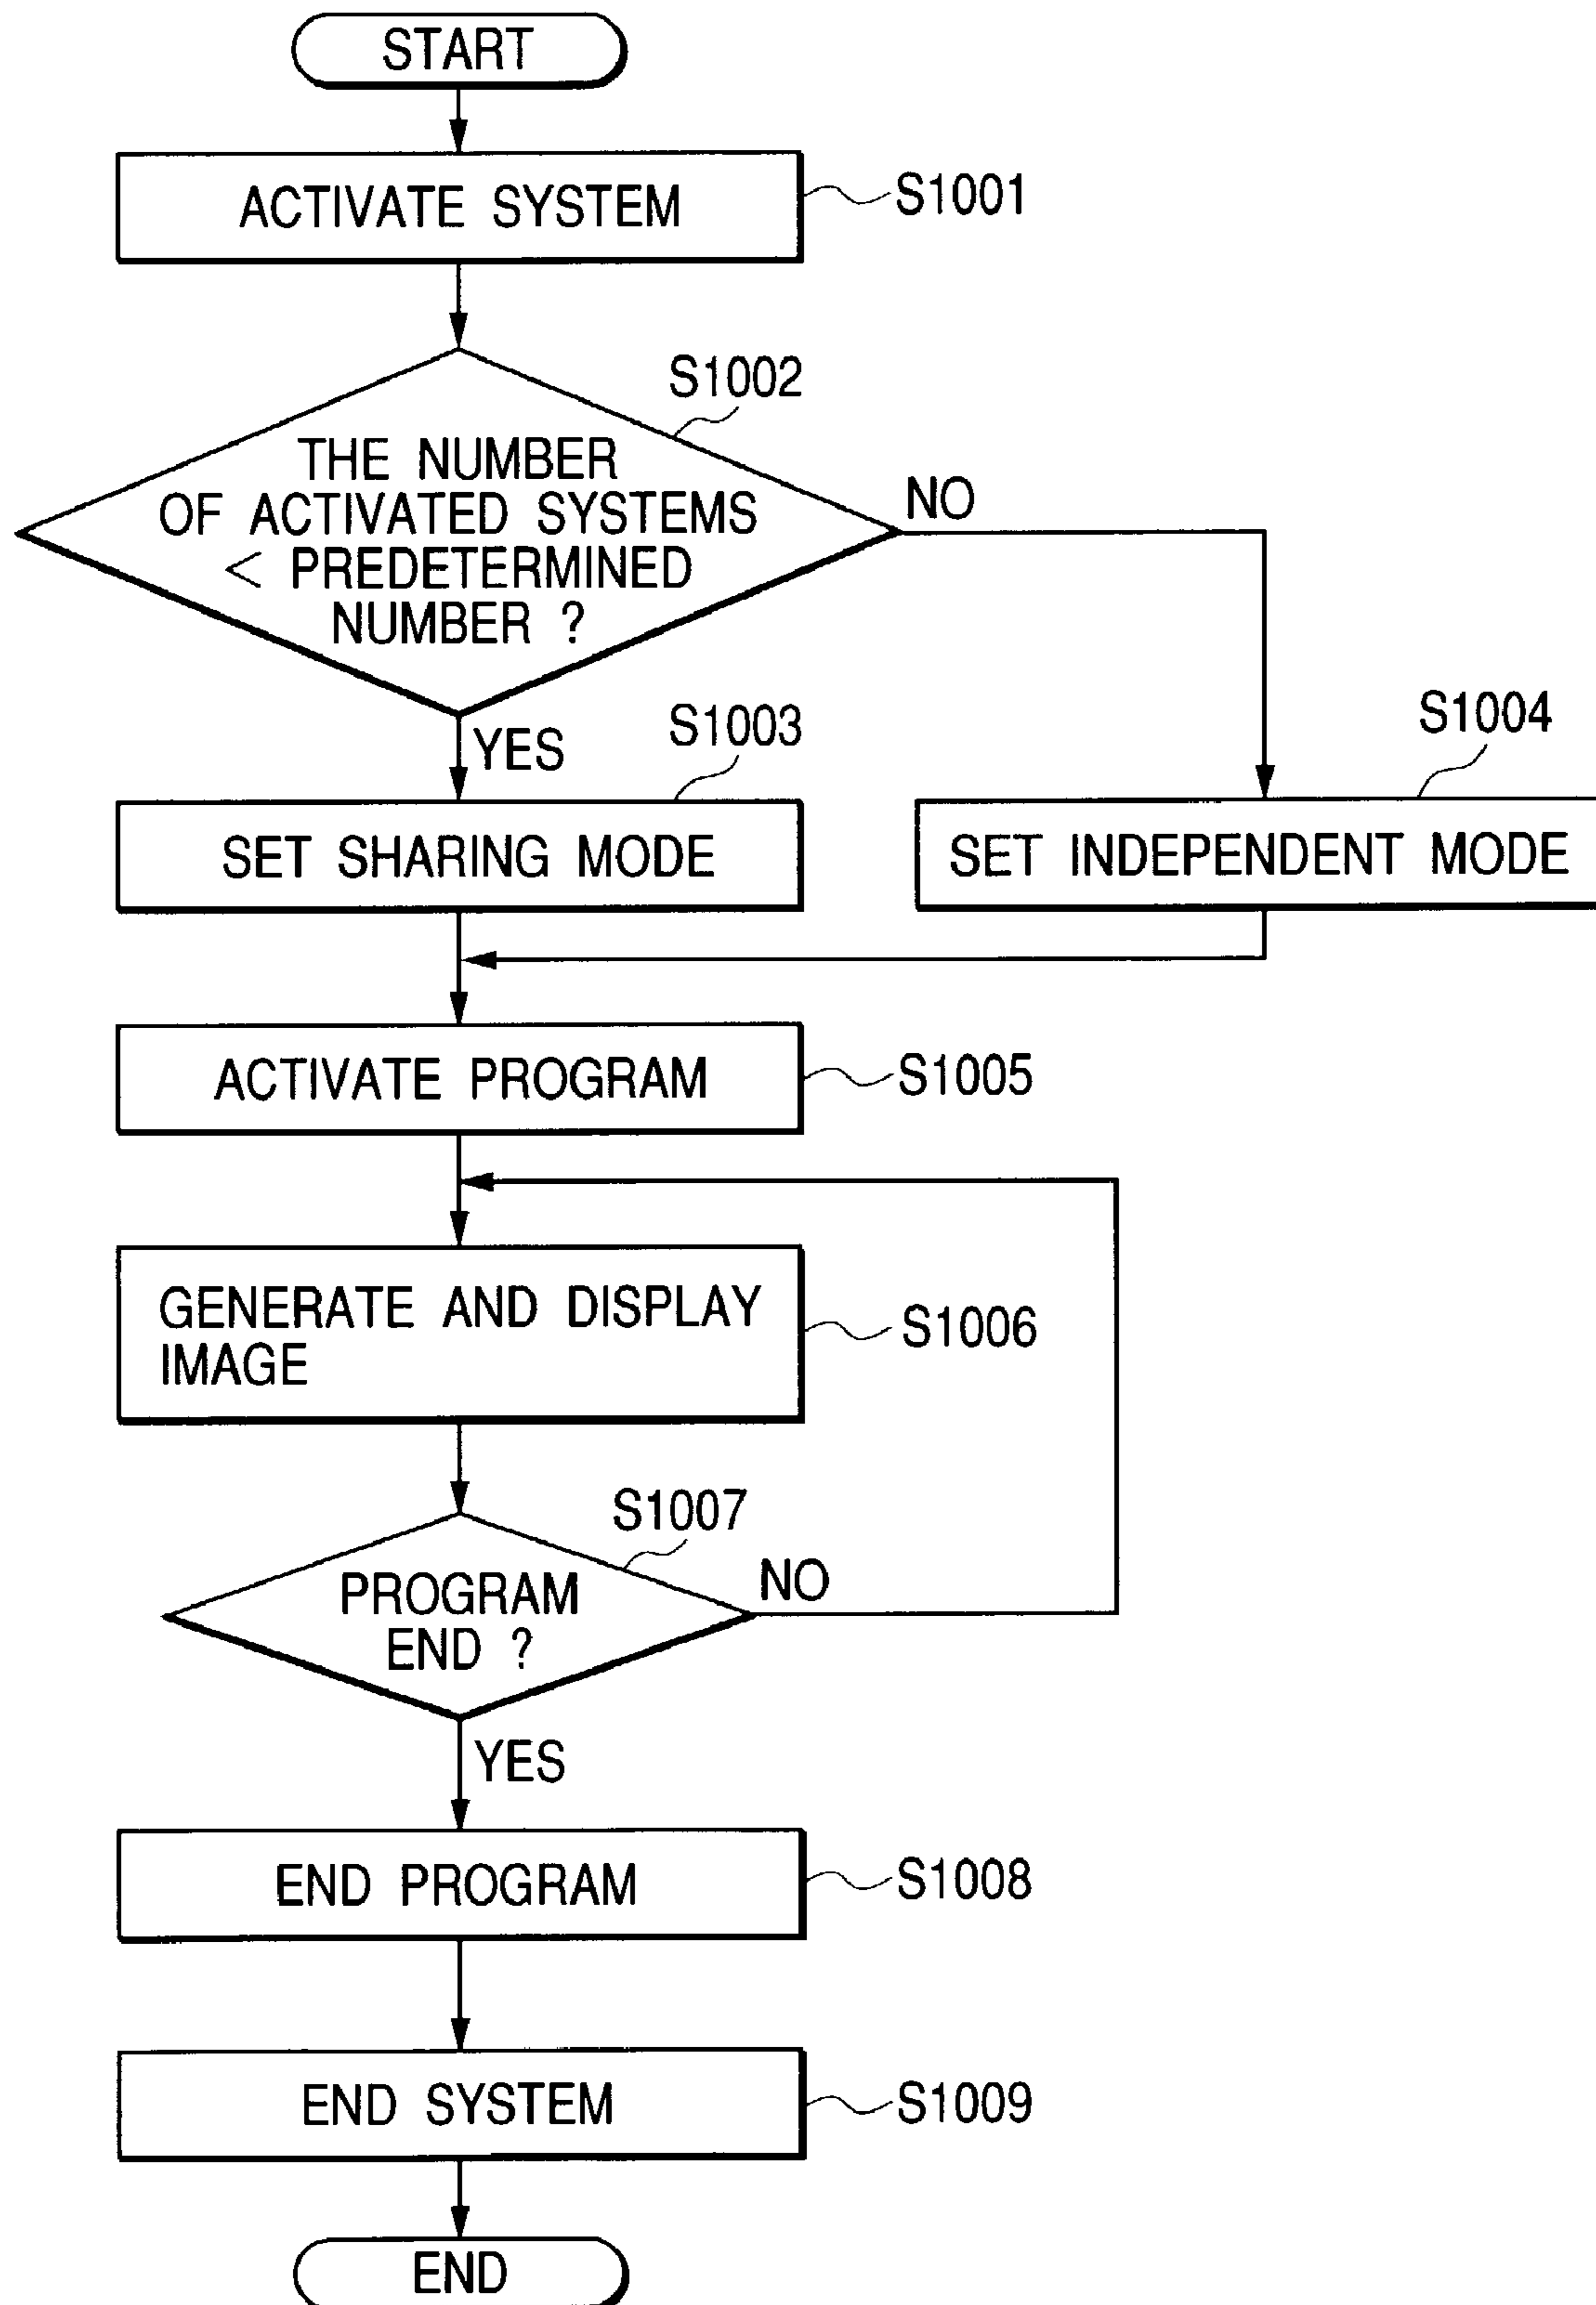 START
ACTIVATE SYSTEM
S1001
S1002
THE NUMBER
OF ACTIVATED SYSTEMS
< PREDETERMINED
NUMBER ?
NO
YES
S1003
SET SHARING MODE
S1004
SET INDEPENDENT MODE
ACTIVATE PROGRAM
S1005
GENERATE AND DISPLAY
IMAGE
S1006
S1007
PROGRAM
END ?
NO
YES
END PROGRAM
S1008
END SYSTEM
S1009
END